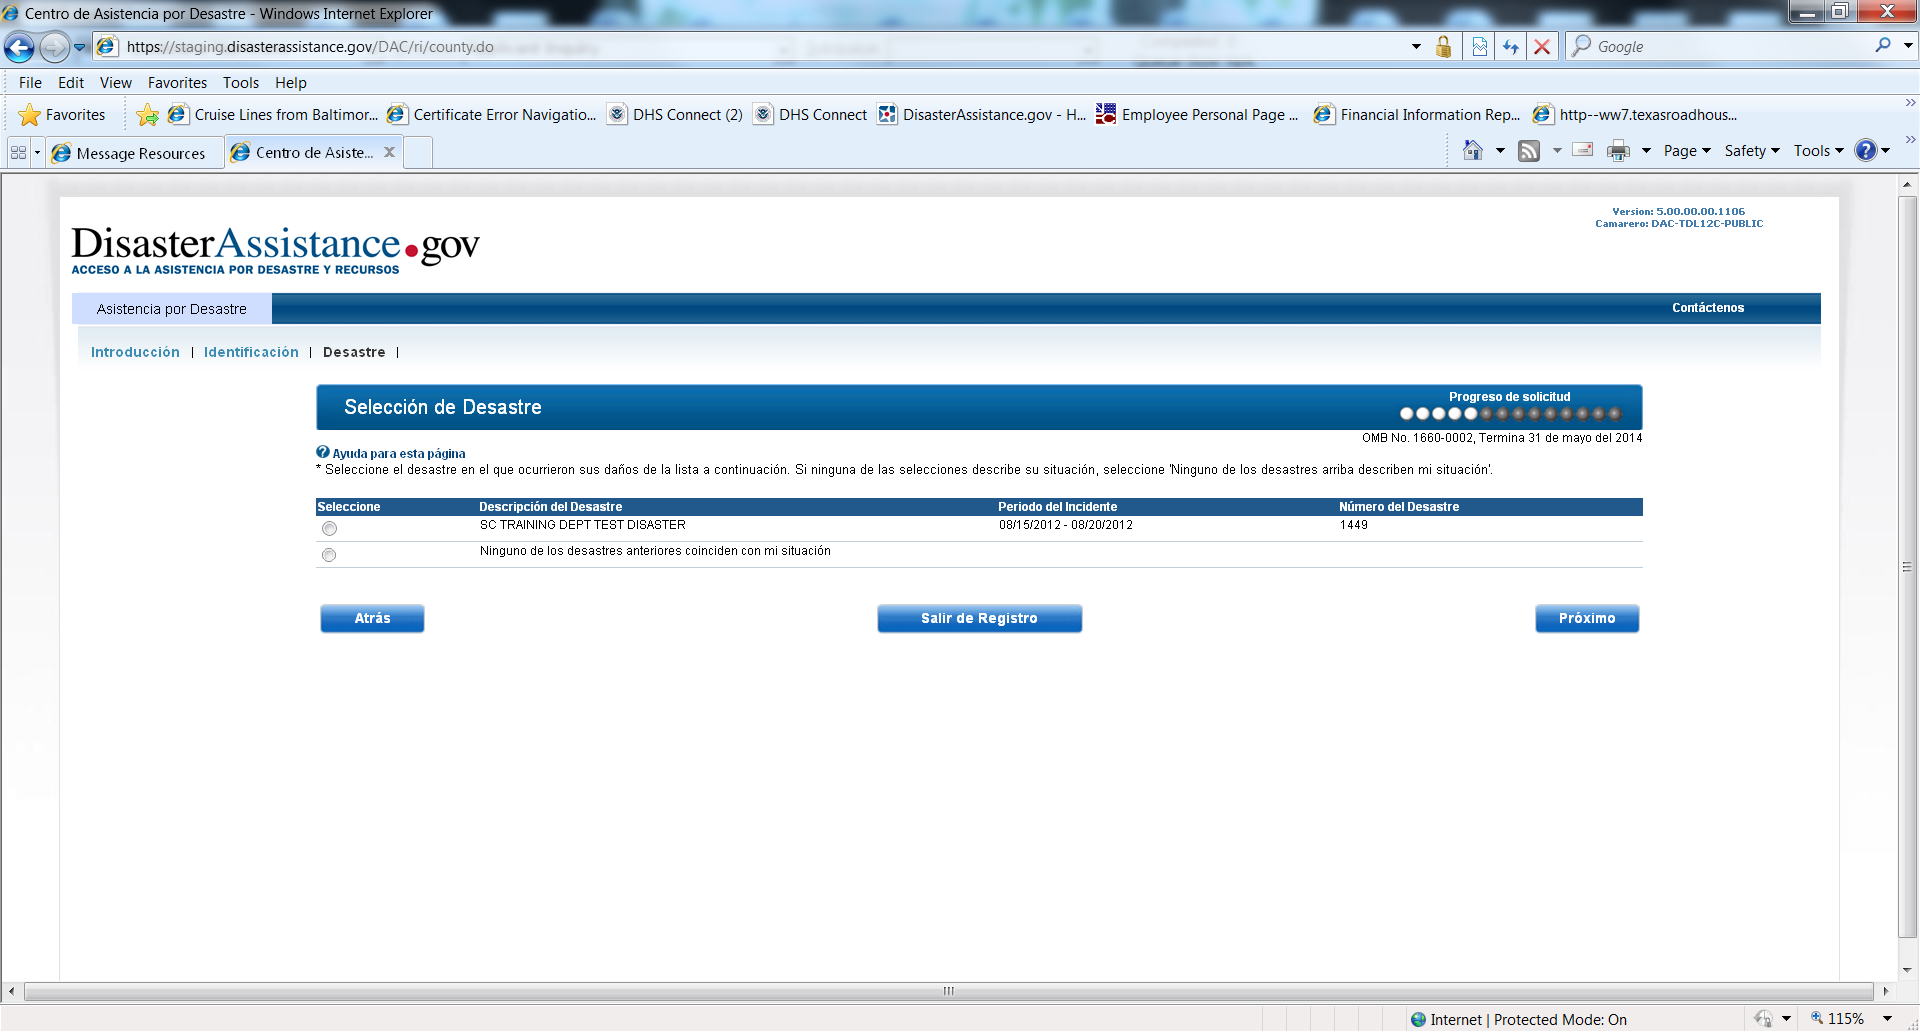 Centro de Asistencia por Desastre - Windows Internet Explorer
https://staging.disasterassistance.gov/DAC/ri/county.do
Google
File Edit View Favorites Tools Help
Favorites Cruise Lines from Baltimor... Certificate Error Navigatio... DHS Connect (2) DHS Connect DisasterAssistance.gov - H... Employee Personal Page ... Financial Information Rep... http--ww7.texasroadhous...
Message Resources Centro de Asiste... Page Safety Tools
Version: 5.00.00.00.1106
Camarero: DAC-TDL12C-PUBLIC
DisasterAssistance.gov
ACCESO A LA ASISTENCIA POR DESASTRE Y RECURSOS
Asistencia por Desastre Contáctenos
Introducción | Identificación | Desastre |
Selección de Desastre
Progreso de solicitud
OMB No. 1660-0002, Termina 31 de mayo del 2014
Ayuda para esta página
* Seleccione el desastre en el que ocurrieron sus daños de la lista a continuación. Si ninguna de las selecciones describe su situación, seleccione 'Ninguno de los desastres arriba describen mi situación'.
Seleccione Descripción del Desastre Periodo del Incidente Número del Desastre
SC TRAINING DEPT TEST DISASTER 08/15/2012 - 08/20/2012 1449
Ninguno de los desastres anteriores coinciden con mi situación
Atrás Salir de Registro Próximo
Internet | Protected Mode: On 115%